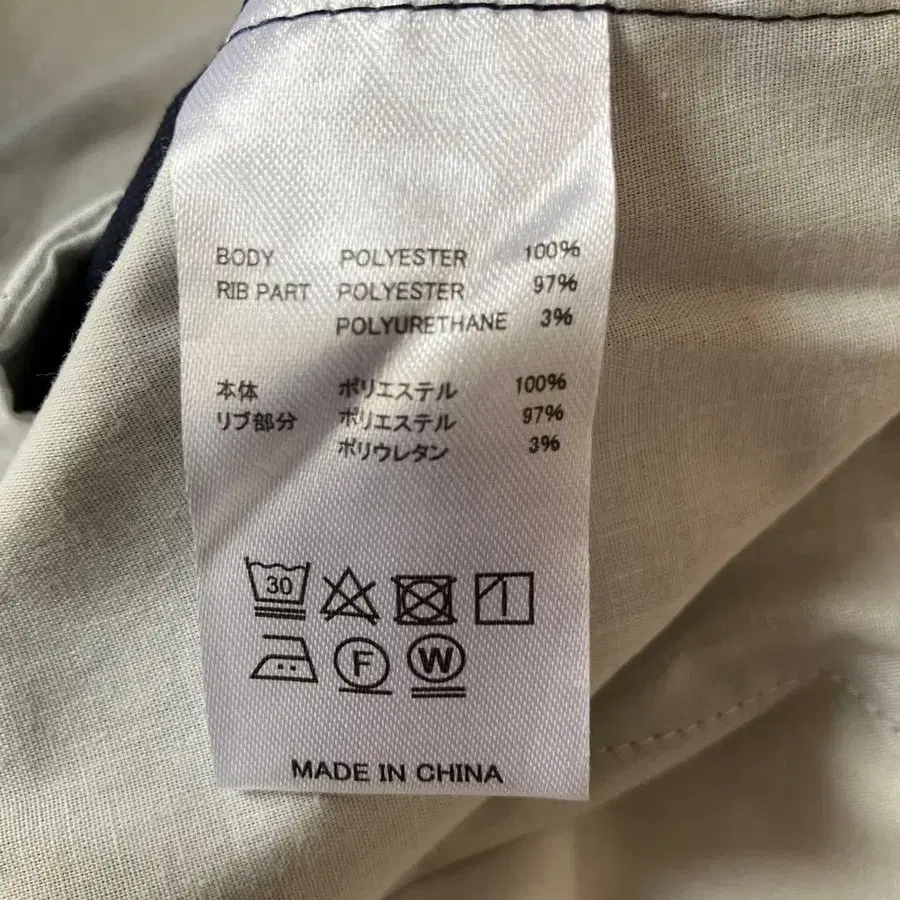 BODY POLYESTER 100%
RIB PART POLYESTER 97%
POLYURETHANE 3%
本体 ポリエステル 100%
リブ部分 ポリエステル 97%
ポリウレタン 3%
30
F W
MADE IN CHINA